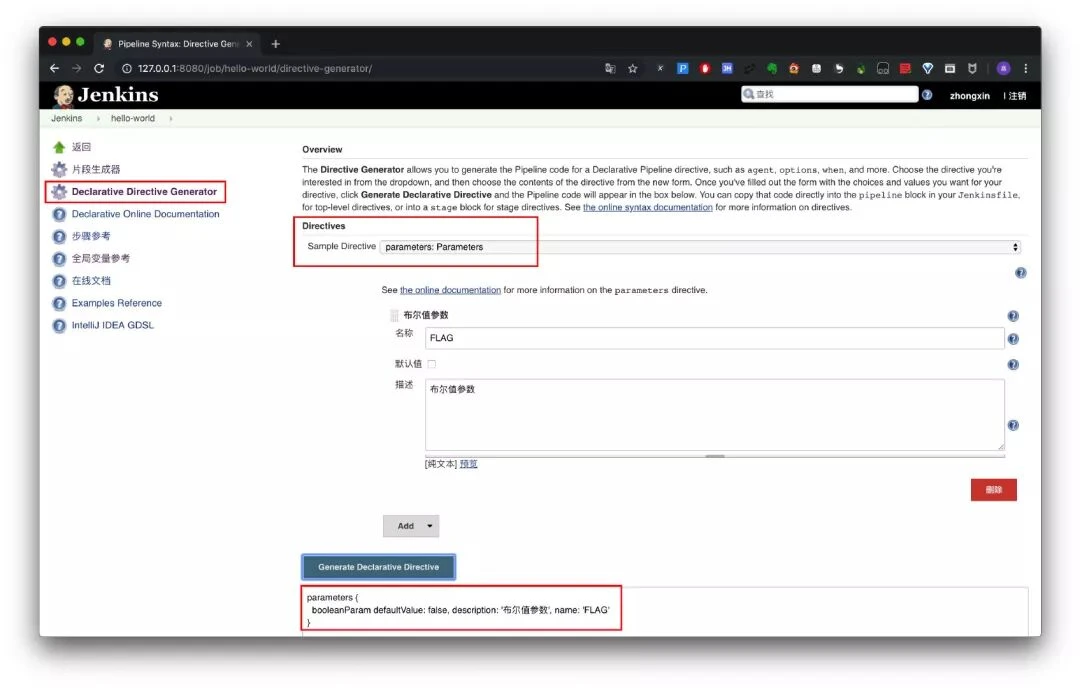 Pipeline Syntax: Directive Gen
127.0.0.1:8080/job/hello-world/directive-generator/
Jenkins
查找
zhongxin
注销
Jenkins
hello-world
返回
片段生成器
Declarative Directive Generator
Declarative Online Documentation
步骤参考
全局变量参考
在线文档
Examples Reference
IntelliJ IDEA GDSL
Overview
The Directive Generator allows you to generate the Pipeline code for a Declarative Pipeline directive, such as agent, options, when, and more. Choose the directive you're
interested in from the dropdown, and then choose the contents of the directive from the new form. Once you've filled out the form with the choices and values you want for your
directive, click Generate Declarative Directive and the Pipeline code will appear in the box below. You can copy that code directly into the pipeline block in your Jenkinsfile,
for top-level directives, or into a stage block for stage directives. See the online syntax documentation for more information on directives.
Directives
Sample Directive parameters: Parameters
See the online documentation for more information on the parameters directive.
布尔值参数
名称 FLAG
默认值
描述 布尔值参数
[纯文本] 预览
删除
Add
Generate Declarative Directive
parameters {
booleanParam defaultValue: false, description: '布尔值参数', name: 'FLAG'
}